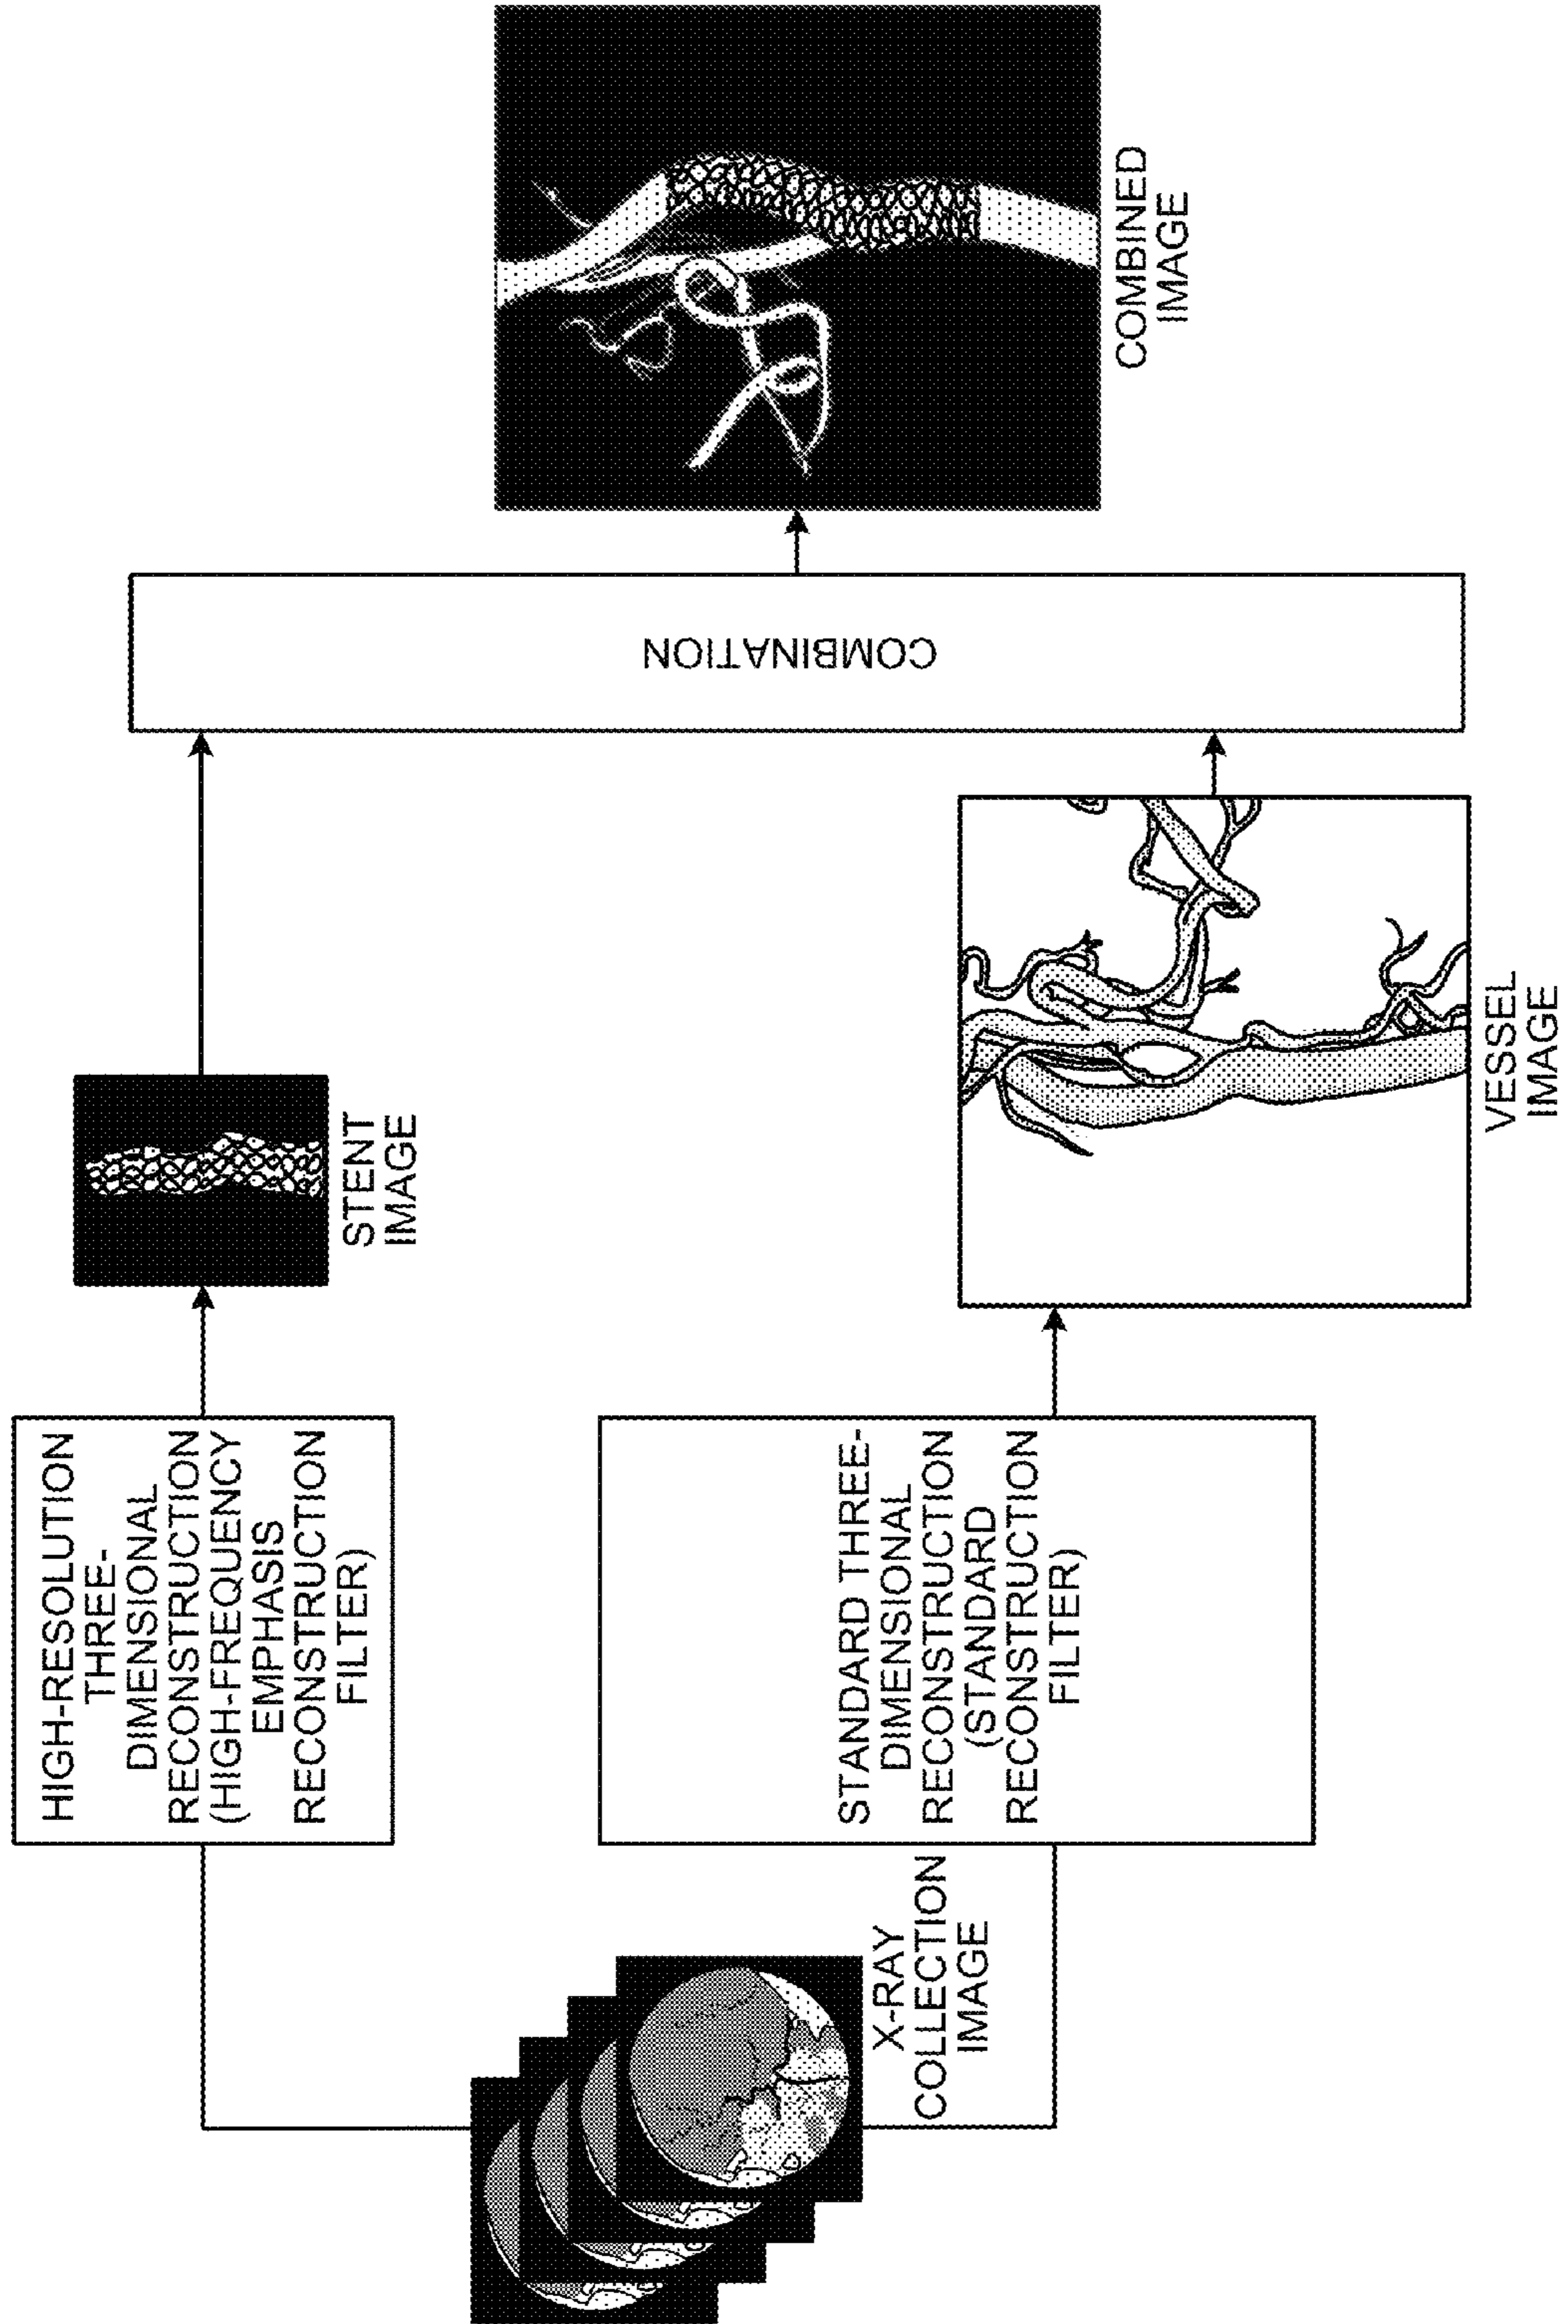 X-RAY
COLLECTION
IMAGE
HIGH-RESOLUTION
THREE-
DIMENSIONAL
RECONSTRUCTION
(HIGH-FREQUENCY
EMPHASIS
RECONSTRUCTION
FILTER)
STANDARD THREE-
DIMENSIONAL
RECONSTRUCTION
(STANDARD
RECONSTRUCTION
FILTER)
STENT
IMAGE
VESSEL
IMAGE
COMBINATION
COMBINED
IMAGE